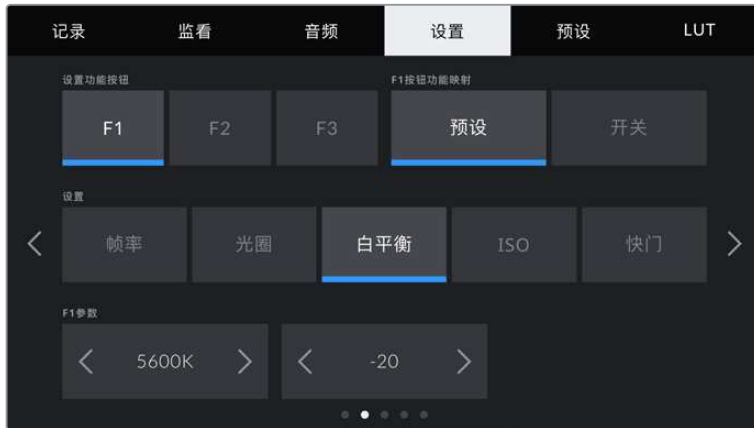 记录 监看 音频 设置 预设 LUT
设置功能按钮 F1按钮功能映射
F1 F2 F3 预设 开关
设置
帧率 光圈 白平衡 ISO 快门
F1参数
5600K -20